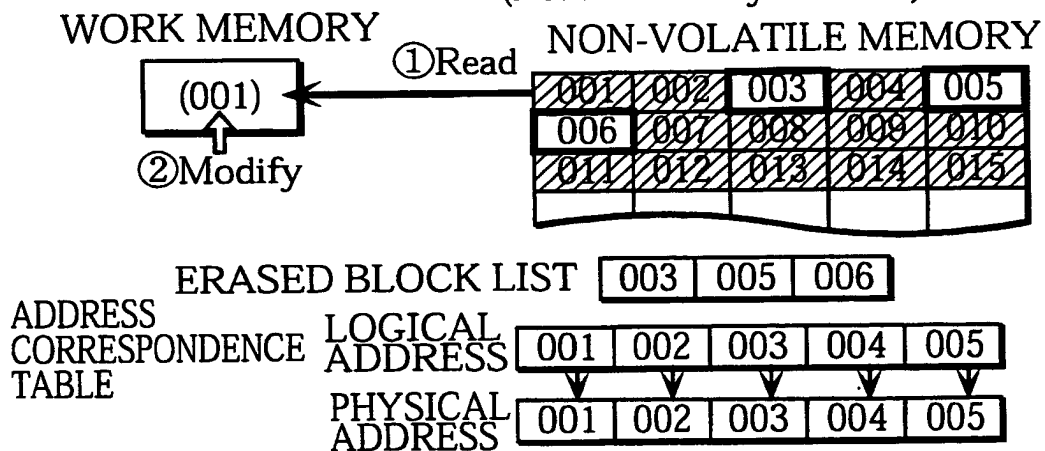 WORK MEMORY
NON-VOLATILE MEMORY
①Read
(001)
②Modify
001 002 003 004 005
006 007 008 009 010
011 012 013 014 015
ERASED BLOCK LIST 003 005 006
ADDRESS
CORRESPONDENCE
TABLE
LOGICAL
ADDRESS
001 002 003 004 005
PHYSICAL
ADDRESS
001 002 003 004 005